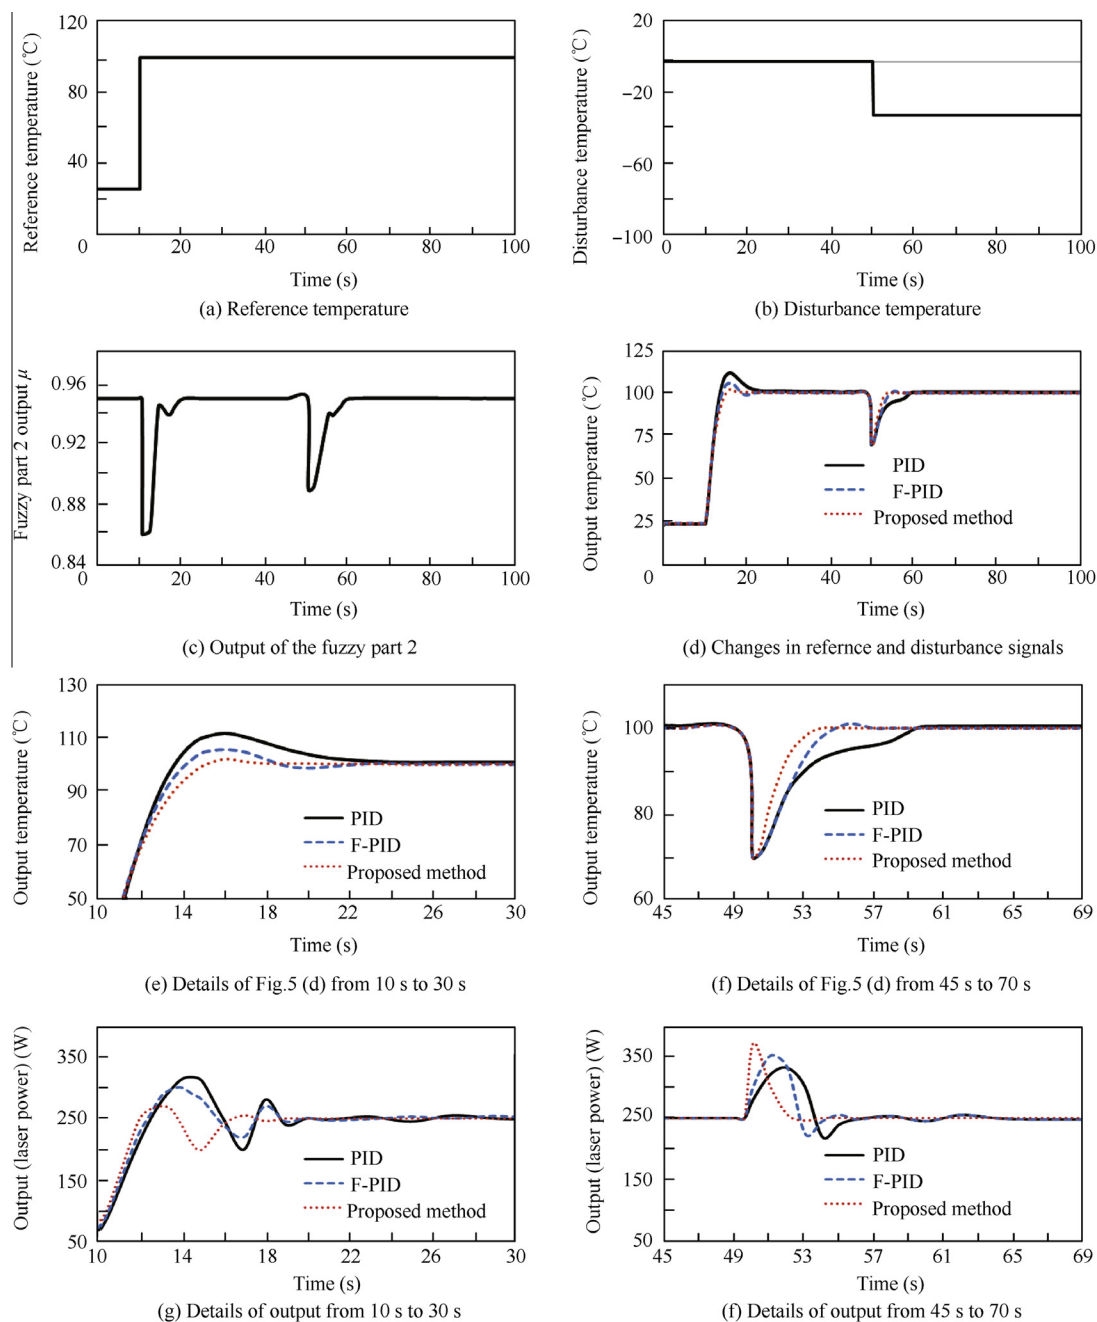 Reference temperature (℃)
120
80
40
0 20 40 60 80 100
Time (s)
(a) Reference temperature
Disturbance temperature (℃)
20
−20
−60
−100
0 20 40 60 80 100
Time (s)
(b) Disturbance temperature
Fuzzy part 2 output μ
0.96
0.92
0.88
0.84
0 20 40 60 80 100
Time (s)
(c) Output of the fuzzy part 2
Output temperature (℃)
125
100
75
50
25
0 20 40 60 80 100
PID
F-PID
Proposed method
Time (s)
(d) Changes in refernce and disturbance signals
Output temperature (℃)
130
110
90
70
50
10 14 18 22 26 30
PID
F-PID
Proposed method
Time (s)
(e) Details of Fig.5 (d) from 10 s to 30 s
Output temperature (℃)
100
80
60
45 49 53 57 61 65 69
PID
F-PID
Proposed method
Time (s)
(f) Details of Fig.5 (d) from 45 s to 70 s
Output (laser power) (W)
350
250
150
50
10 14 18 22 26 30
PID
F-PID
Proposed method
Time (s)
(g) Details of output from 10 s to 30 s
Output (laser power) (W)
350
250
150
50
45 49 53 57 61 65 69
PID
F-PID
Proposed method
Time (s)
(f) Details of output from 45 s to 70 s